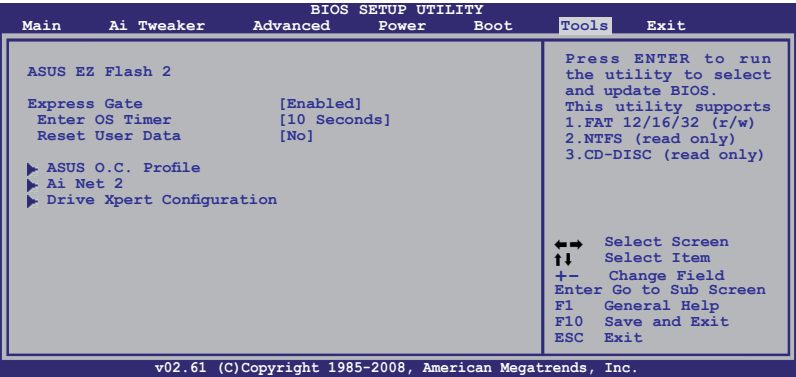 BIOS SETUP UTILITY
Main Ai Tweaker Advanced Power Boot Tools Exit
ASUS EZ Flash 2
Express Gate [Enabled]
Enter OS Timer [10 Seconds]
Reset User Data [No]
ASUS O.C. Profile
Ai Net 2
Drive Xpert Configuration
Press ENTER to run
the utility to select
and update BIOS.
This utility supports
1.FAT 12/16/32 (r/w)
2.NTFS (read only)
3.CD-DISC (read only)
←→ Select Screen
↑↓ Select Item
+- Change Field
Enter Go to Sub Screen
F1 General Help
F10 Save and Exit
ESC Exit
v02.61 (C)Copyright 1985-2008, American Megatrends, Inc.